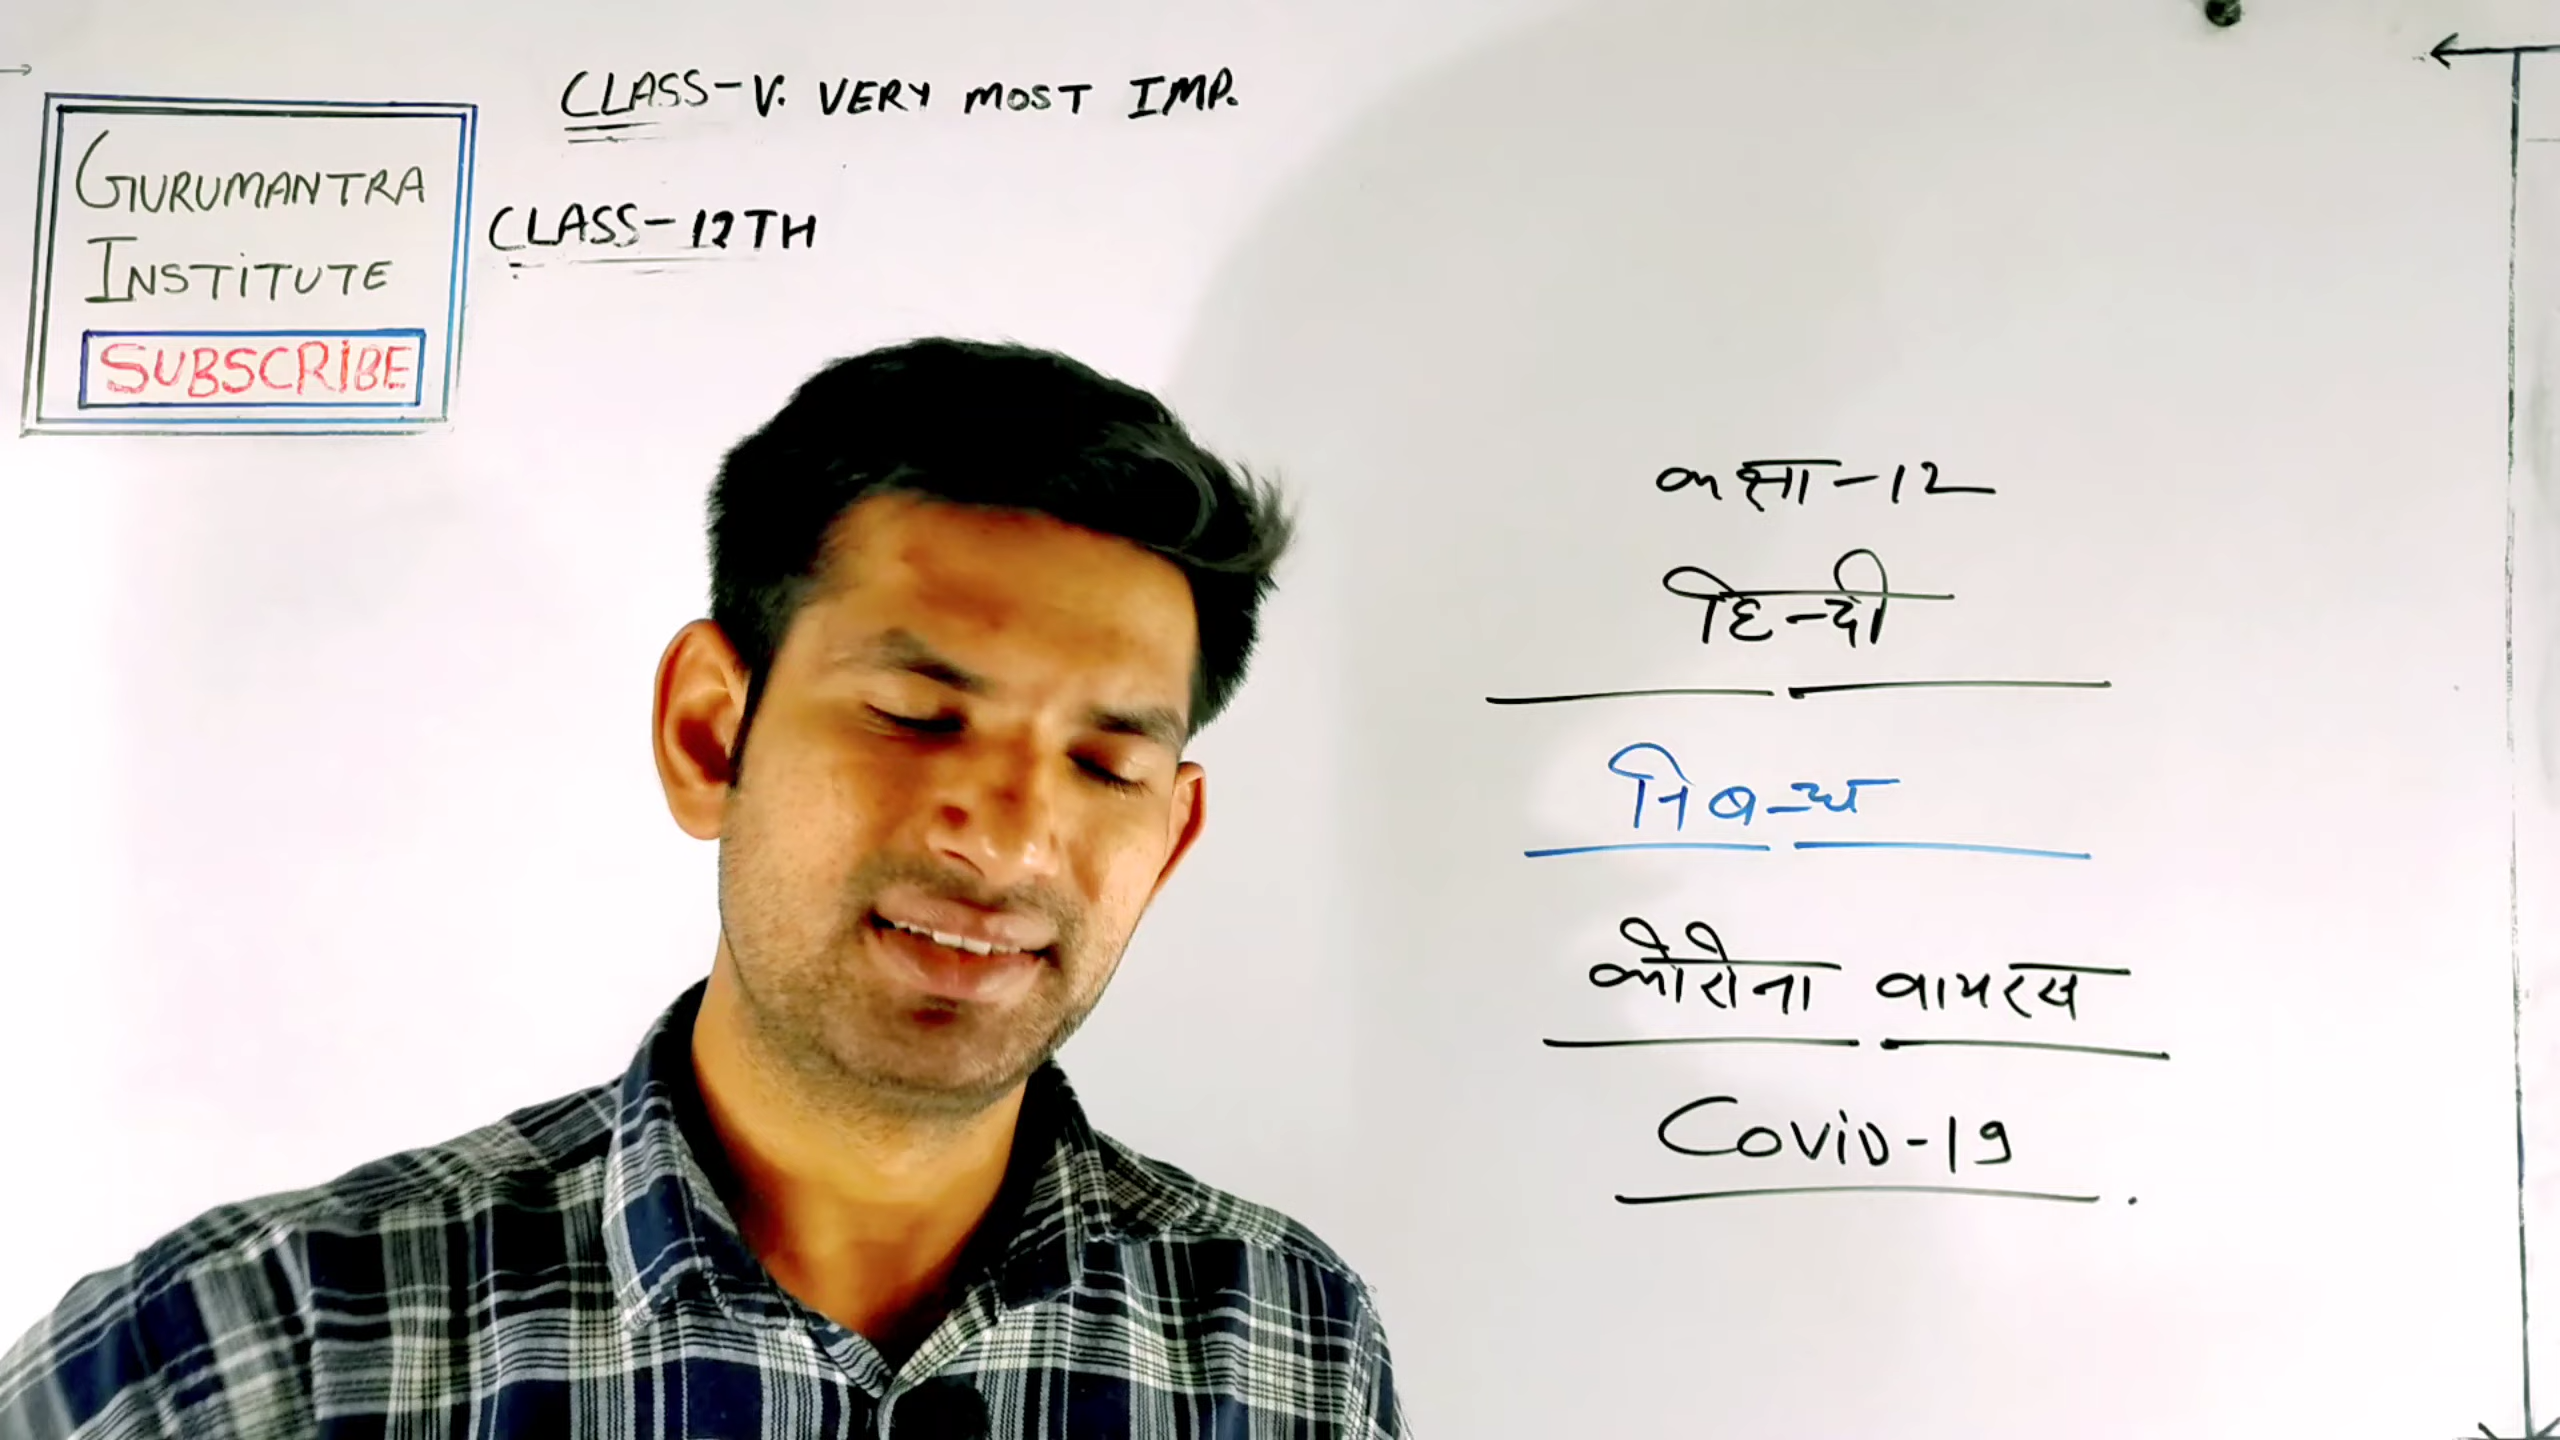 CLASS-V. VERY MOST IMP.
GURUMANTRA
INSTITUTE
SUBSCRIBE
CLASS-12TH
कक्षा-12
हिन्दी
निबन्ध
कोरोना वायरस
COVID-19.